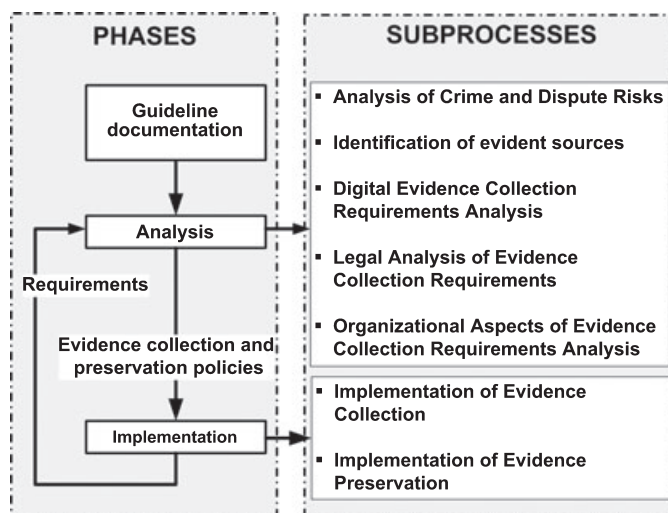 PHASES
Guideline
documentation
Analysis
Requirements
Evidence collection and
preservation policies
Implementation
SUBPROCESSES
▪ Analysis of Crime and Dispute Risks
▪ Identification of evident sources
▪ Digital Evidence Collection
Requirements Analysis
▪ Legal Analysis of Evidence
Collection Requirements
▪ Organizational Aspects of Evidence
Collection Requirements Analysis
▪ Implementation of Evidence
Collection
▪ Implementation of Evidence
Preservation